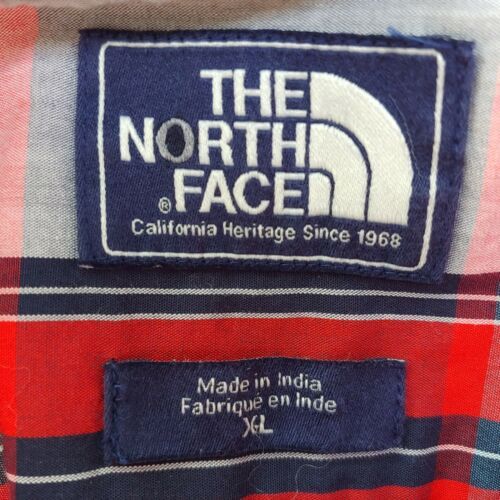 THE
NORTH
FACE
®
California Heritage Since 1968
Made in India
Fabriqué en Inde
XL